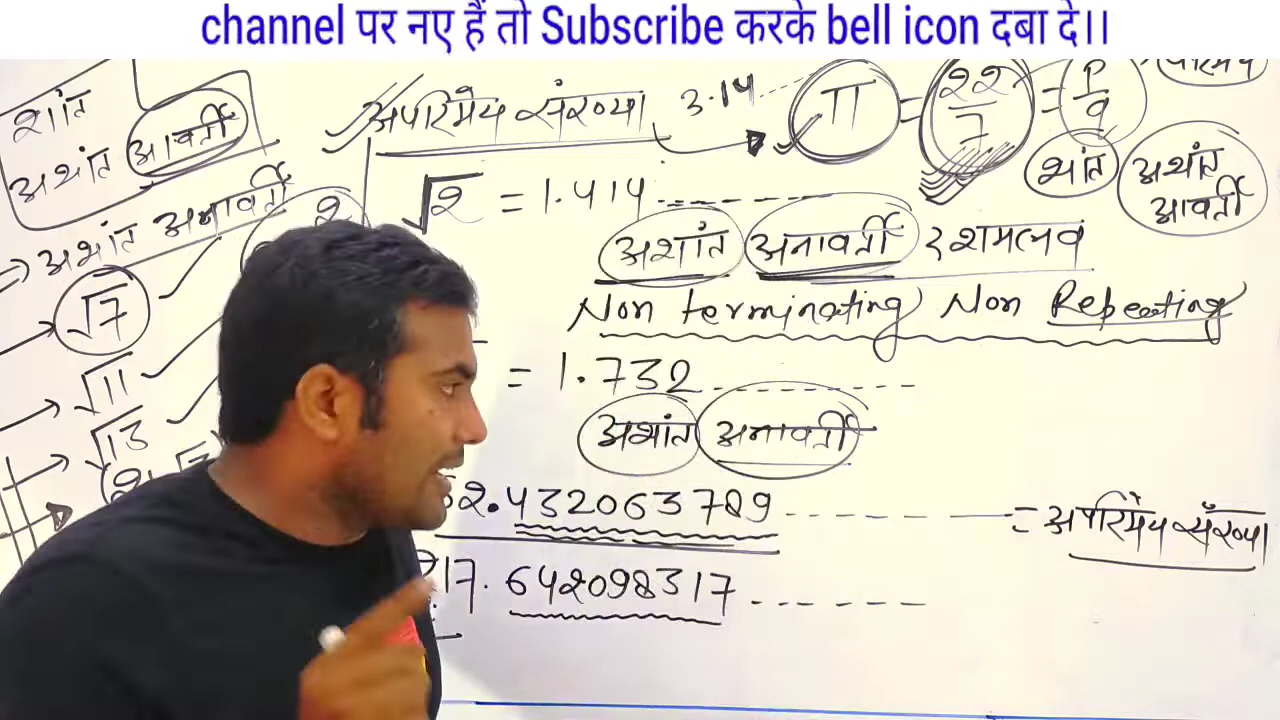 channel पर नए हैं तो Subscribe करके bell icon दबा दे।।
शांत
अशांत आवर्ती
अशांत अनावर्ती
√7
√11
√13
अपरिमेय संख्या 3.14
π = 22/7 = P/q
शांत अशांत आवर्ती
√2 = 1.414
अशांत अनावर्ती दशमलव
Non terminating Non Repeating
= 1.732
अशांत अनावर्ती
52.432063789 = अपरिमेय संख्या
17.642098317